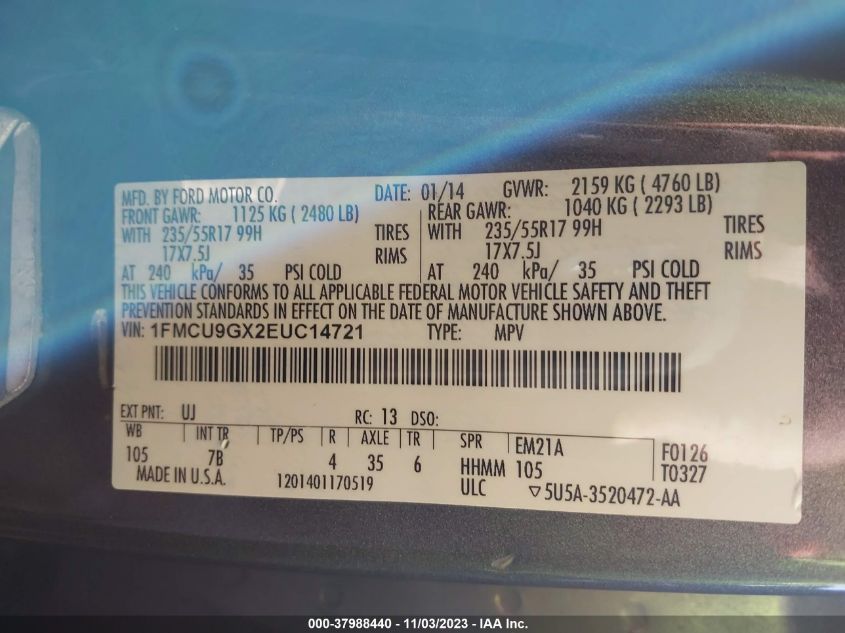 MFD. BY FORD MOTOR CO. DATE: 01/14 GVWR: 2159 KG ( 4760 LB)
FRONT GAWR: 1125 KG ( 2480 LB) REAR GAWR: 1040 KG ( 2293 LB)
WITH 235/55R17 99H TIRES WITH 235/55R17 99H TIRES
17X7.5J RIMS 17X7.5J RIMS
AT 240 kPa/ 35 PSI COLD AT 240 kPa/ 35 PSI COLD
THIS VEHICLE CONFORMS TO ALL APPLICABLE FEDERAL MOTOR VEHICLE SAFETY AND THEFT
PREVENTION STANDARDS IN EFFECT ON THE DATE OF MANUFACTURE SHOWN ABOVE.
VIN: 1FMCU9GX2EUC14721 TYPE: MPV
EXT PNT: UJ RC: 13 DSO:
WB INT TR TP/PS R AXLE TR SPR EM21A F0126
105 7B 4 35 6 HHMM 105 T0327
MADE IN U.S.A. 1201401170519 ULC ▽5U5A-3520472-AA
000-37988440 - 11/03/2023 - IAA Inc.